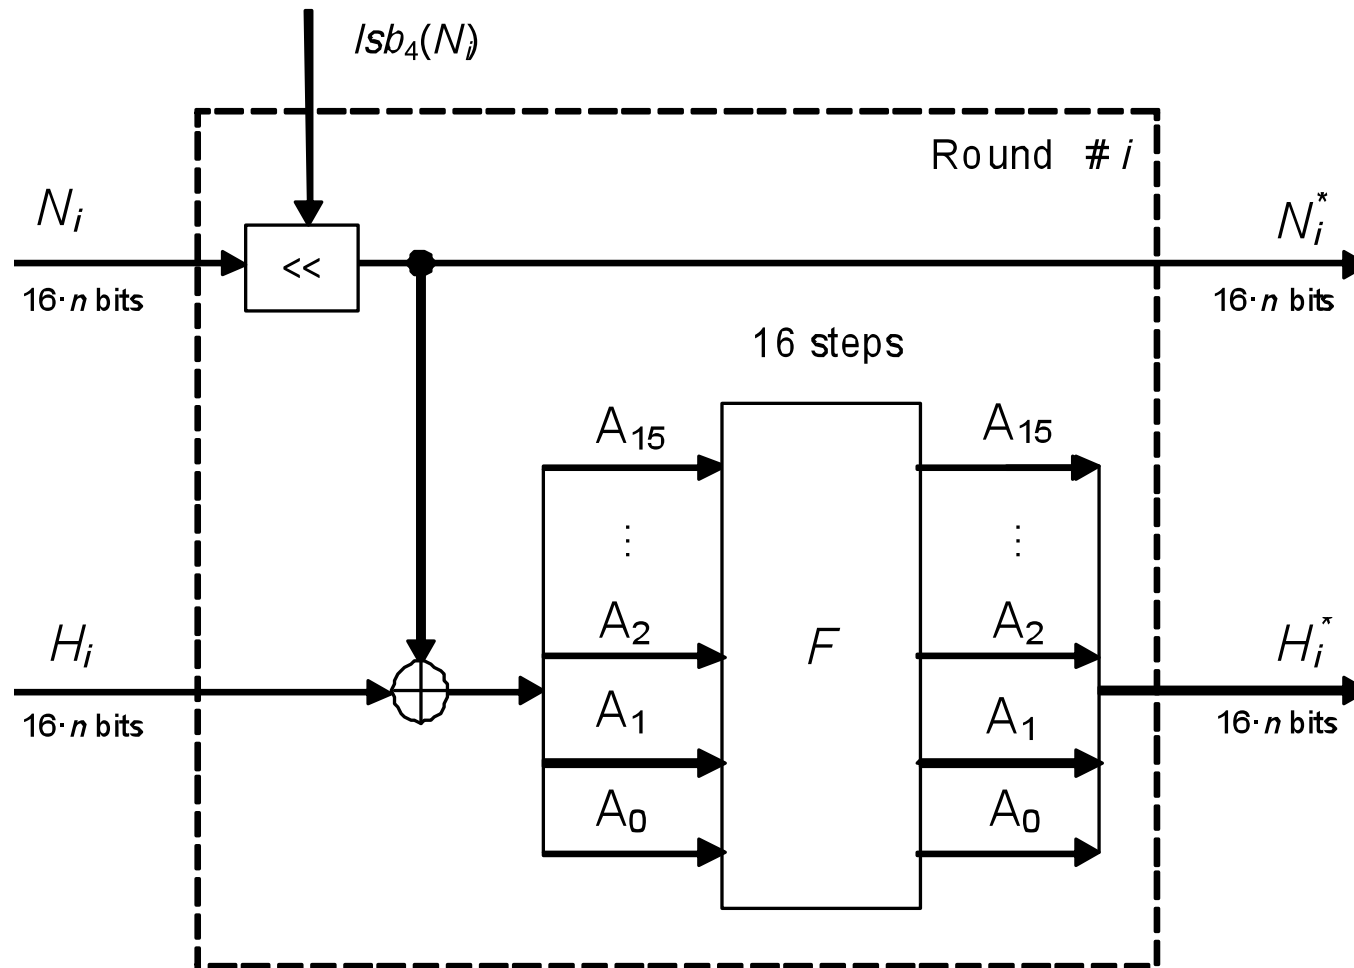 lsb₄(Nᵢ)
Round # i
Nᵢ
Nᵢ*
<<
16· n bits
16· n bits
16 steps
A₁₅
A₁₅
⋮
⋮
A₂
A₂
Hᵢ
F
Hᵢ*
A₁
A₁
16· n bits
16· n bits
A₀
A₀